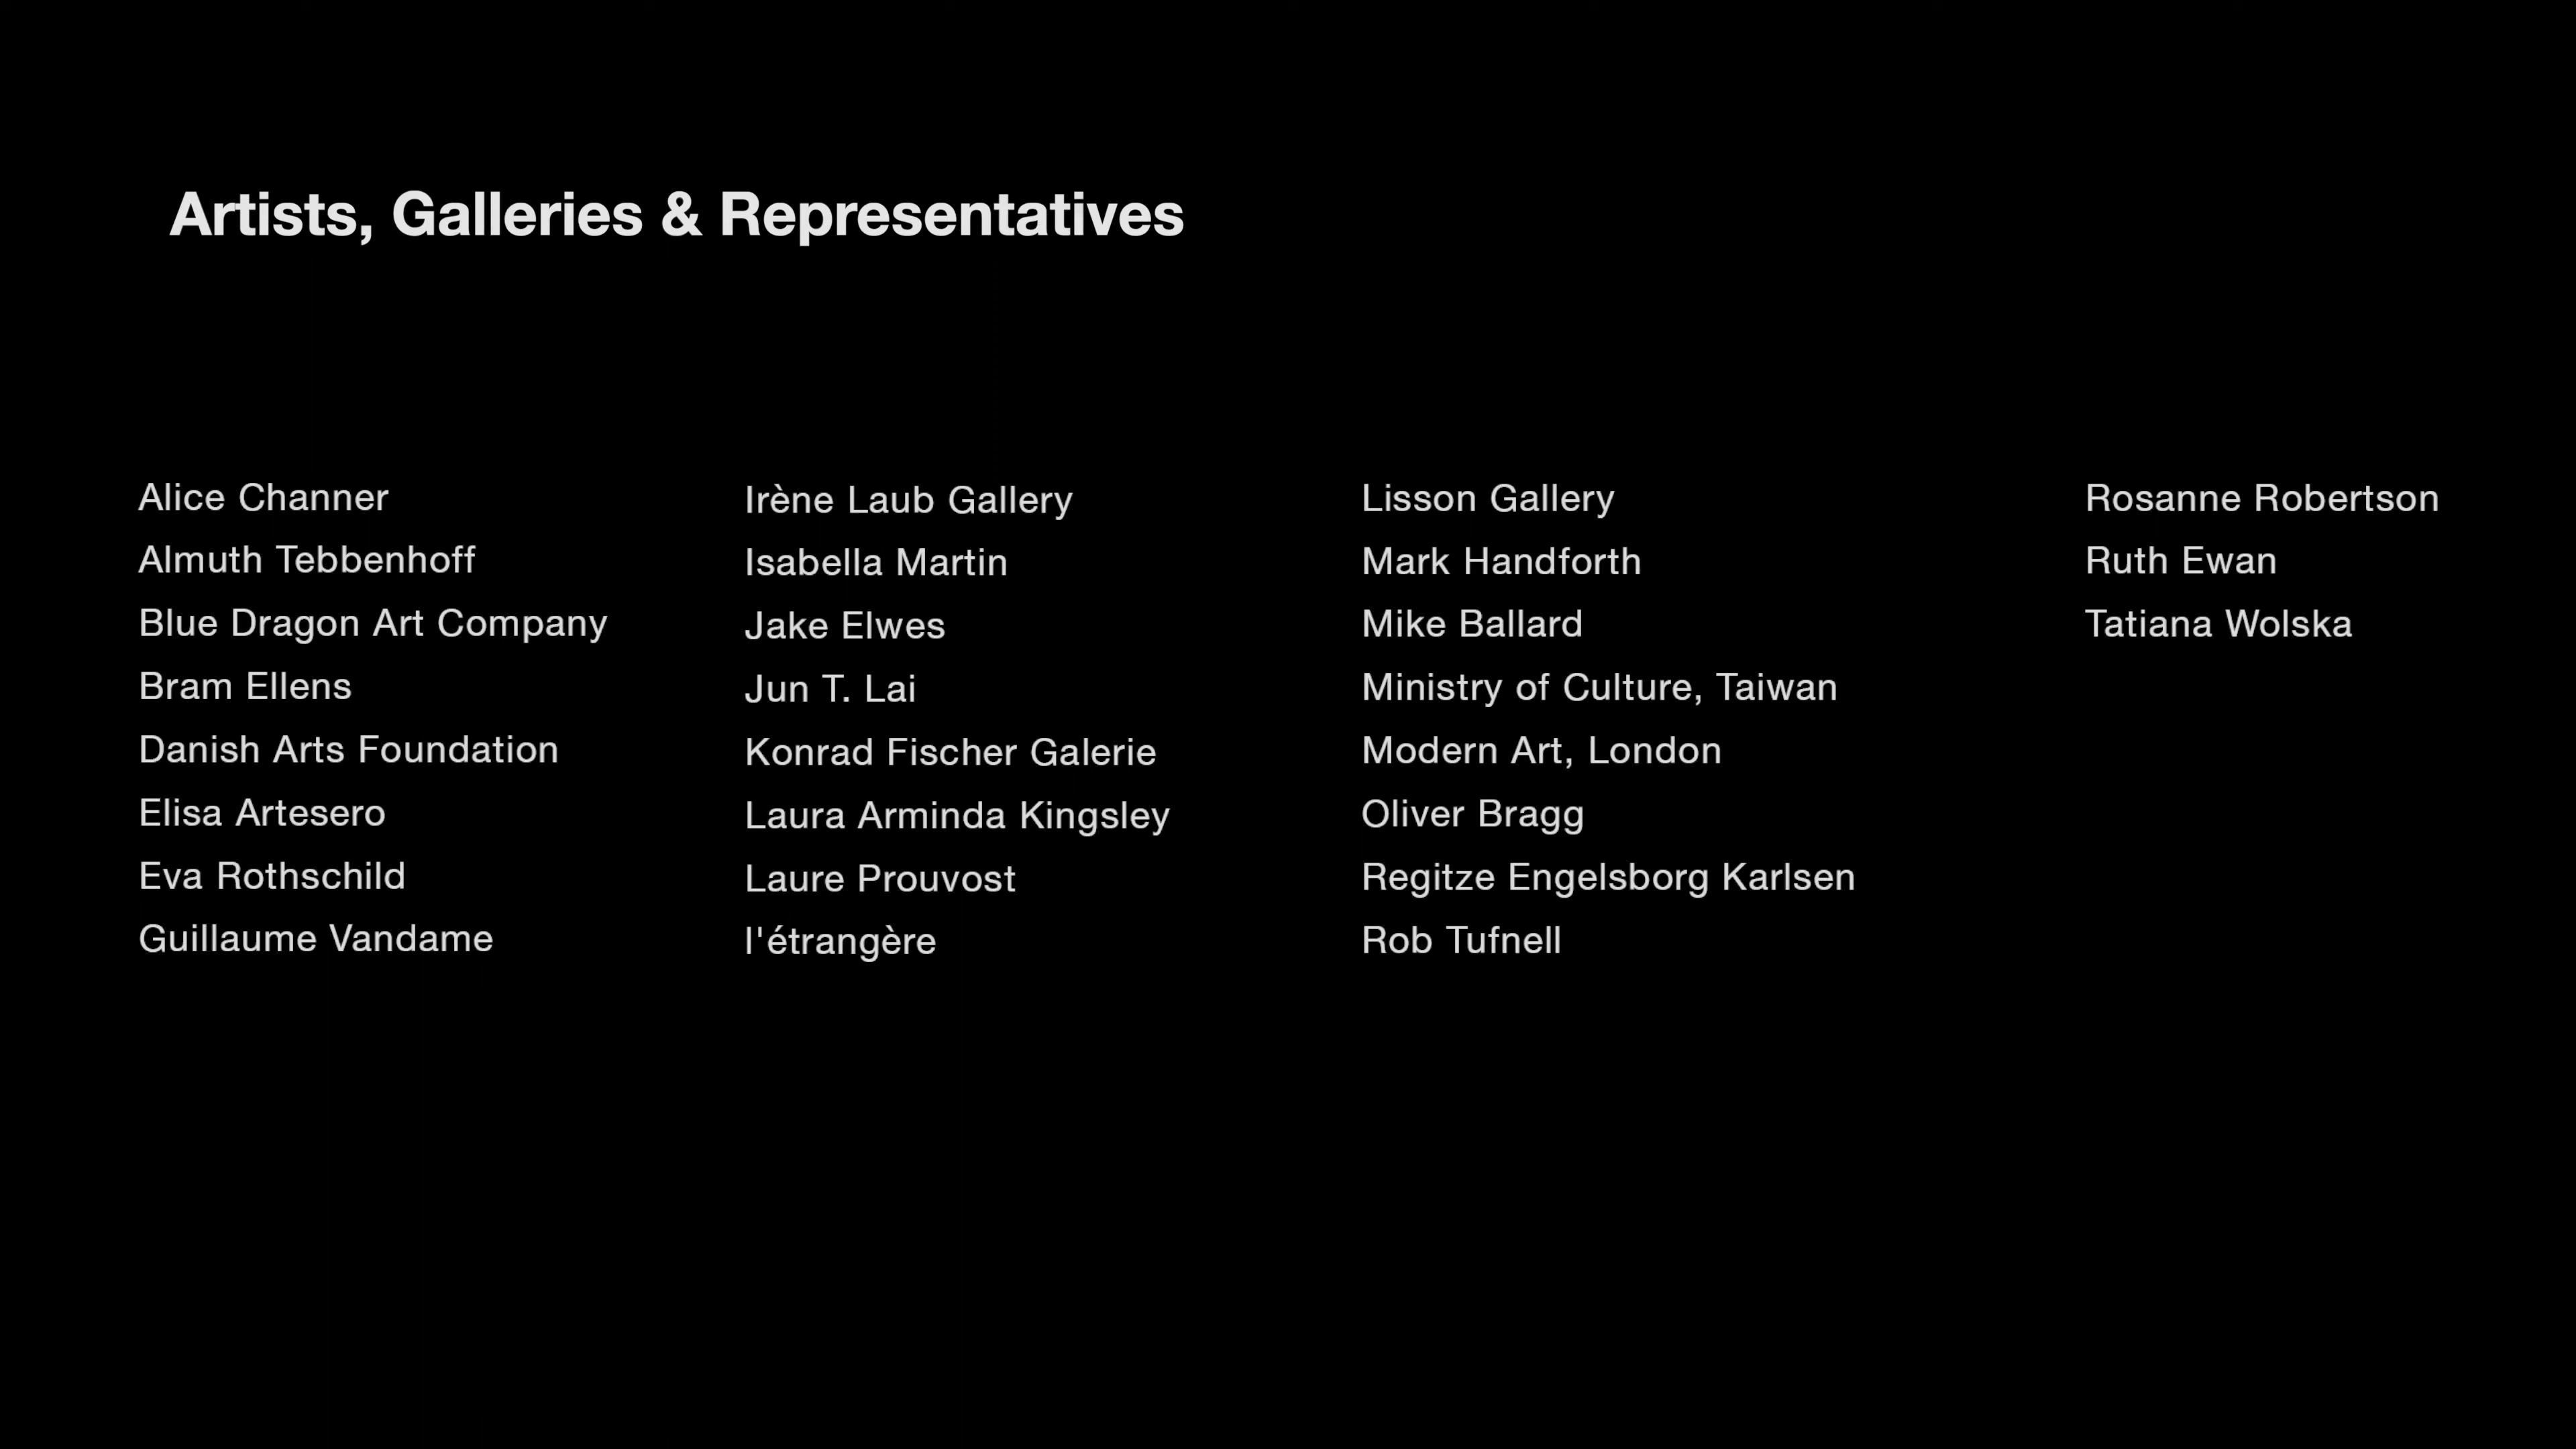 Artists, Galleries & Representatives
Alice Channer
Almuth Tebbenhoff
Blue Dragon Art Company
Bram Ellens
Danish Arts Foundation
Elisa Artesero
Eva Rothschild
Guillaume Vandame
Irène Laub Gallery
Isabella Martin
Jake Elwes
Jun T. Lai
Konrad Fischer Galerie
Laura Arminda Kingsley
Laure Prouvost
l'étrangère
Lisson Gallery
Mark Handforth
Mike Ballard
Ministry of Culture, Taiwan
Modern Art, London
Oliver Bragg
Regitze Engelsborg Karlsen
Rob Tufnell
Rosanne Robertson
Ruth Ewan
Tatiana Wolska